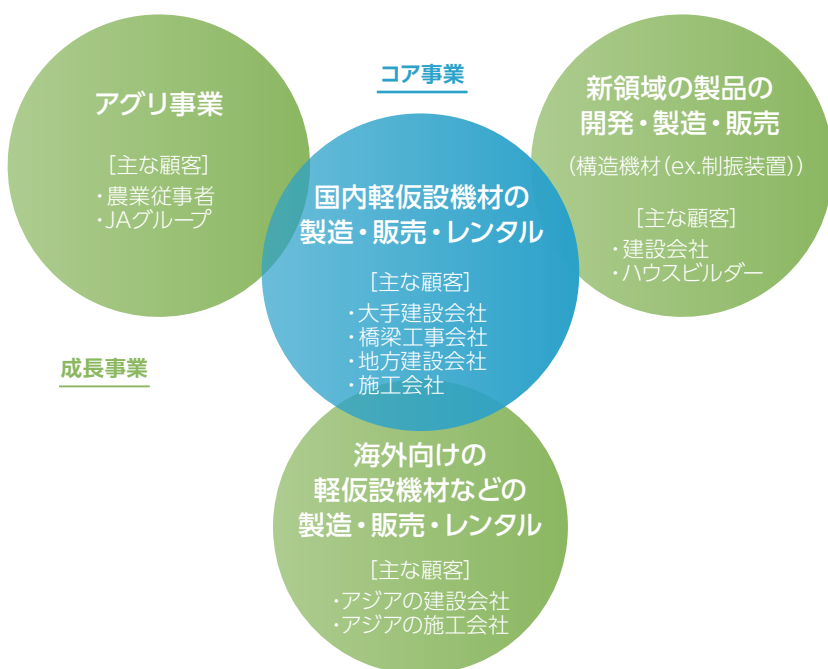 アグリ事業
[主な顧客]
・農業従事者
・JAグループ
コア事業
国内軽仮設機材の
製造・販売・レンタル
[主な顧客]
・大手建設会社
・橋梁工事会社
・地方建設会社
・施工会社
新領域の製品の
開発・製造・販売
(構造機材(ex.制振装置))
[主な顧客]
・建設会社
・ハウスビルダー
成長事業
海外向けの
軽仮設機材などの
製造・販売・レンタル
[主な顧客]
・アジアの建設会社
・アジアの施工会社